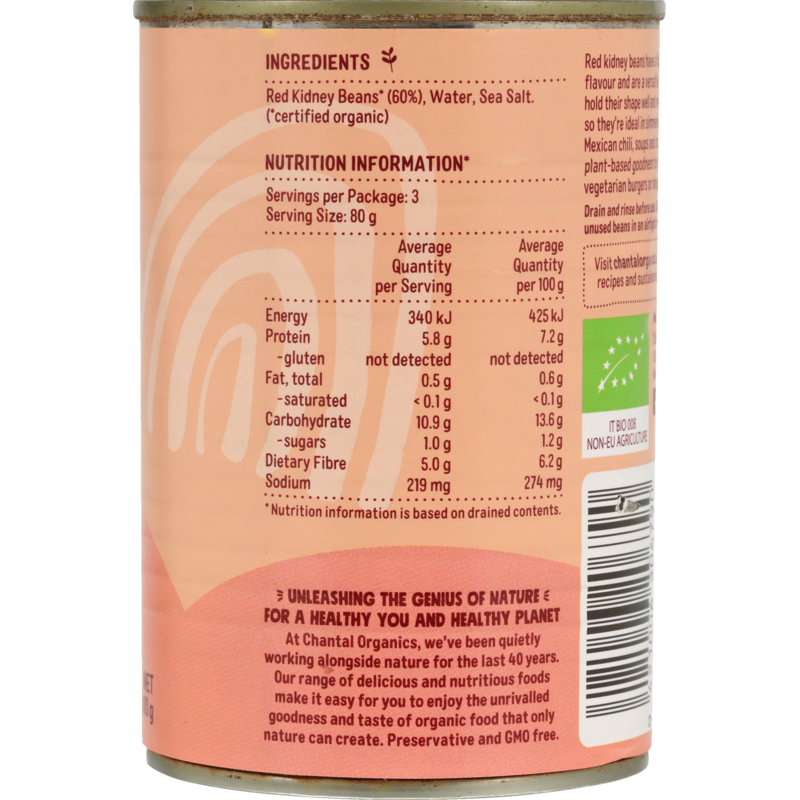 INGREDIENTS
Red Kidney Beans* (60%), Water, Sea Salt.
(*certified organic)
NUTRITION INFORMATION*
Servings per Package: 3
Serving Size: 80 g
Average Quantity per Serving Average Quantity per 100 g
Energy 340 kJ 425 kJ
Protein 5.8 g 7.2 g
-gluten not detected not detected
Fat, total 0.5 g 0.6 g
-saturated <0.1 g <0.1 g
Carbohydrate 10.9 g 13.6 g
-sugars 1.0 g 1.2 g
Dietary Fibre 5.0 g 6.2 g
Sodium 219 mg 274 mg
*Nutrition information is based on drained contents.
UNLEASHING THE GENIUS OF NATURE
FOR A HEALTHY YOU AND HEALTHY PLANET
At Chantal Organics, we've been quietly
working alongside nature for the last 40 years.
Our range of delicious and nutritious foods
make it easy for you to enjoy the unrivalled
goodness and taste of organic food that only
nature can create. Preservative and GMO free.
Red kidney beans have
flavour and are a
hold their shape well
so they're ideal in
Mexican chili, soups
plant-based goodness
vegetarian burgers or
Drain and rinse before
unused beans in an
Visit
recipes and
IT BIO 008
NON-EU AGRICULTURE
NET